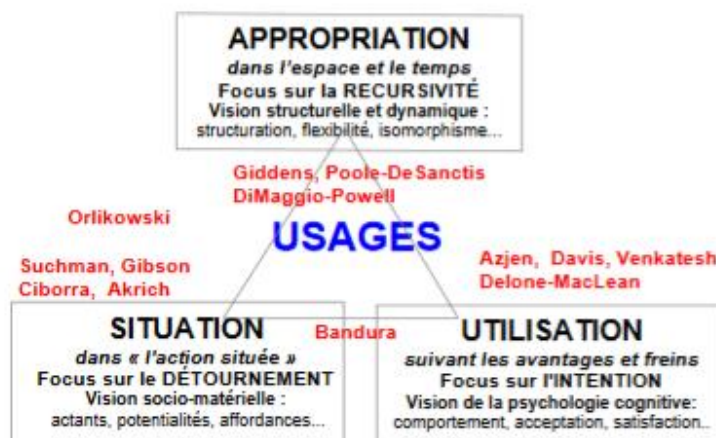 APPROPRIATION
dans l'espace et le temps
Focus sur la RECURSIVITÉ
Vision structurelle et dynamique :
structuration, flexibilité, isomorphisme...
Giddens, Poole-DeSanctis
DiMaggio-Powell
Orlikowski
USAGES
Suchman, Gibson
Ciborra, Akrich
Azjen, Davis, Venkatesh
Delone-MacLean
Bandura
SITUATION
dans « l'action située »
Focus sur le DÉTOURNEMENT
Vision socio-matérielle :
actants, potentialités, affordances...
UTILISATION
suivant les avantages et freins
Focus sur l'INTENTION
Vision de la psychologie cognitive:
comportement, acceptation, satisfaction..